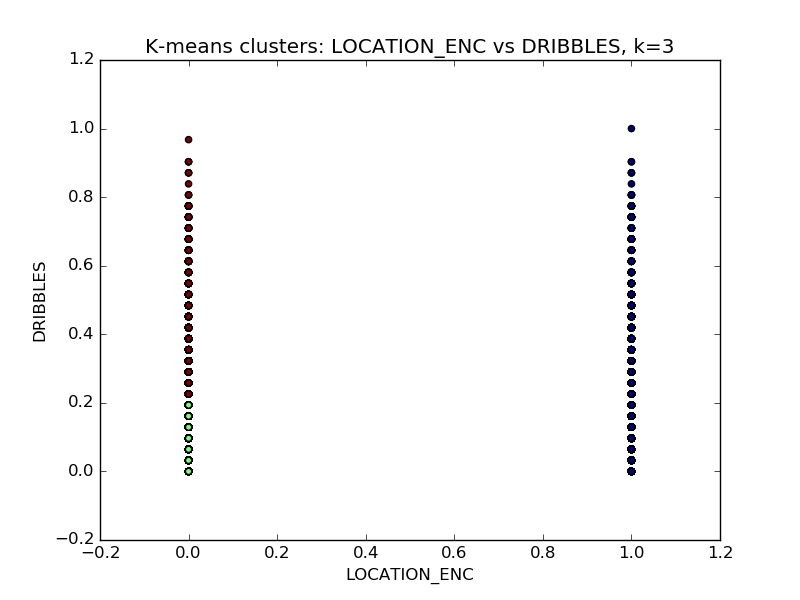 K-means clusters: LOCATION_ENC vs DRIBBLES, k=3
1.2
1.0
0.8
0.6
0.4
0.2
0.0
−0.2
DRIBBLES
−0.2 0.0 0.2 0.4 0.6 0.8 1.0 1.2
LOCATION_ENC